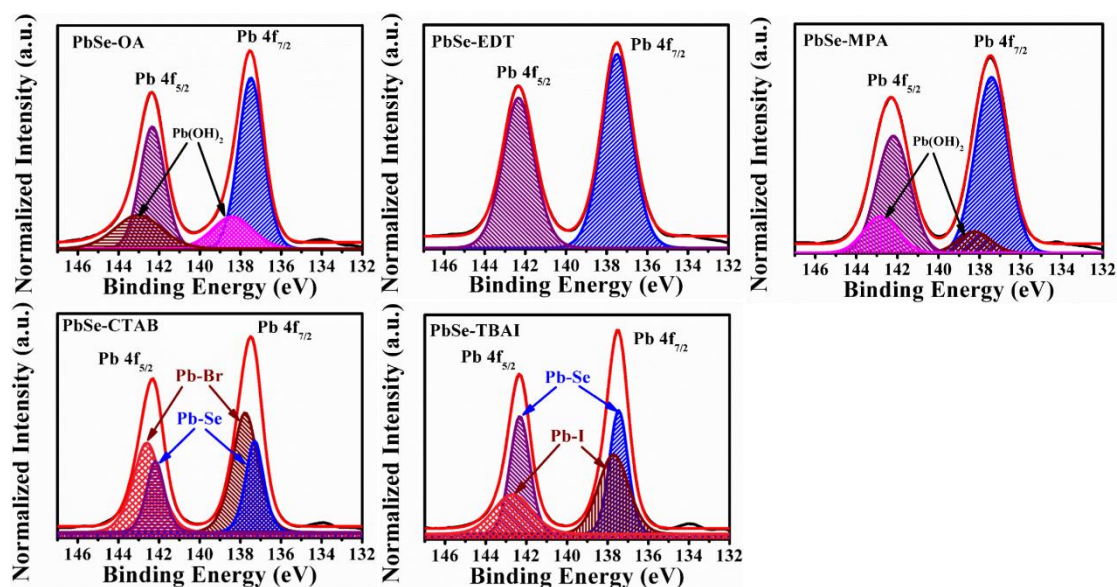 PbSe-OA
Pb 4f7/2
Pb 4f5/2
Pb(OH)2
Normalized Intensity (a.u.)
146 144 142 140 138 136 134 132
Binding Energy (eV)
PbSe-EDT
Pb 4f7/2
Pb 4f5/2
Normalized Intensity (a.u.)
146 144 142 140 138 136 134 132
Binding Energy (eV)
PbSe-MPA
Pb 4f7/2
Pb 4f5/2
Pb(OH)2
Normalized Intensity (a.u.)
146 144 142 140 138 136 134 132
Binding Energy (eV)
PbSe-CTAB
Pb 4f7/2
Pb 4f5/2
Pb-Br
Pb-Se
Normalized Intensity (a.u.)
146 144 142 140 138 136 134 132
Binding Energy (eV)
PbSe-TBAI
Pb 4f7/2
Pb 4f5/2
Pb-Se
Pb-I
Normalized Intensity (a.u.)
146 144 142 140 138 136 134 132
Binding Energy (eV)